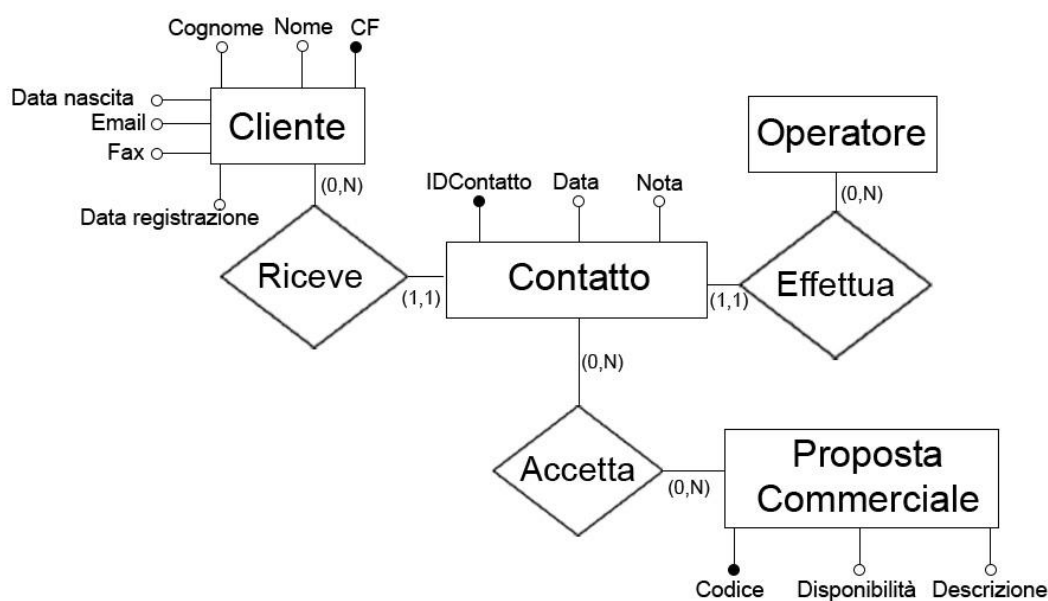 Cognome Nome CF
Data nascita
Email
Fax
Cliente
Data registrazione
(0,N)
Riceve
(1,1)
IDContatto Data Nota
Contatto
(1,1)
Operatore
(0,N)
Effettua
(0,N)
Accetta
(0,N)
Proposta
Commerciale
Codice Disponibilità Descrizione